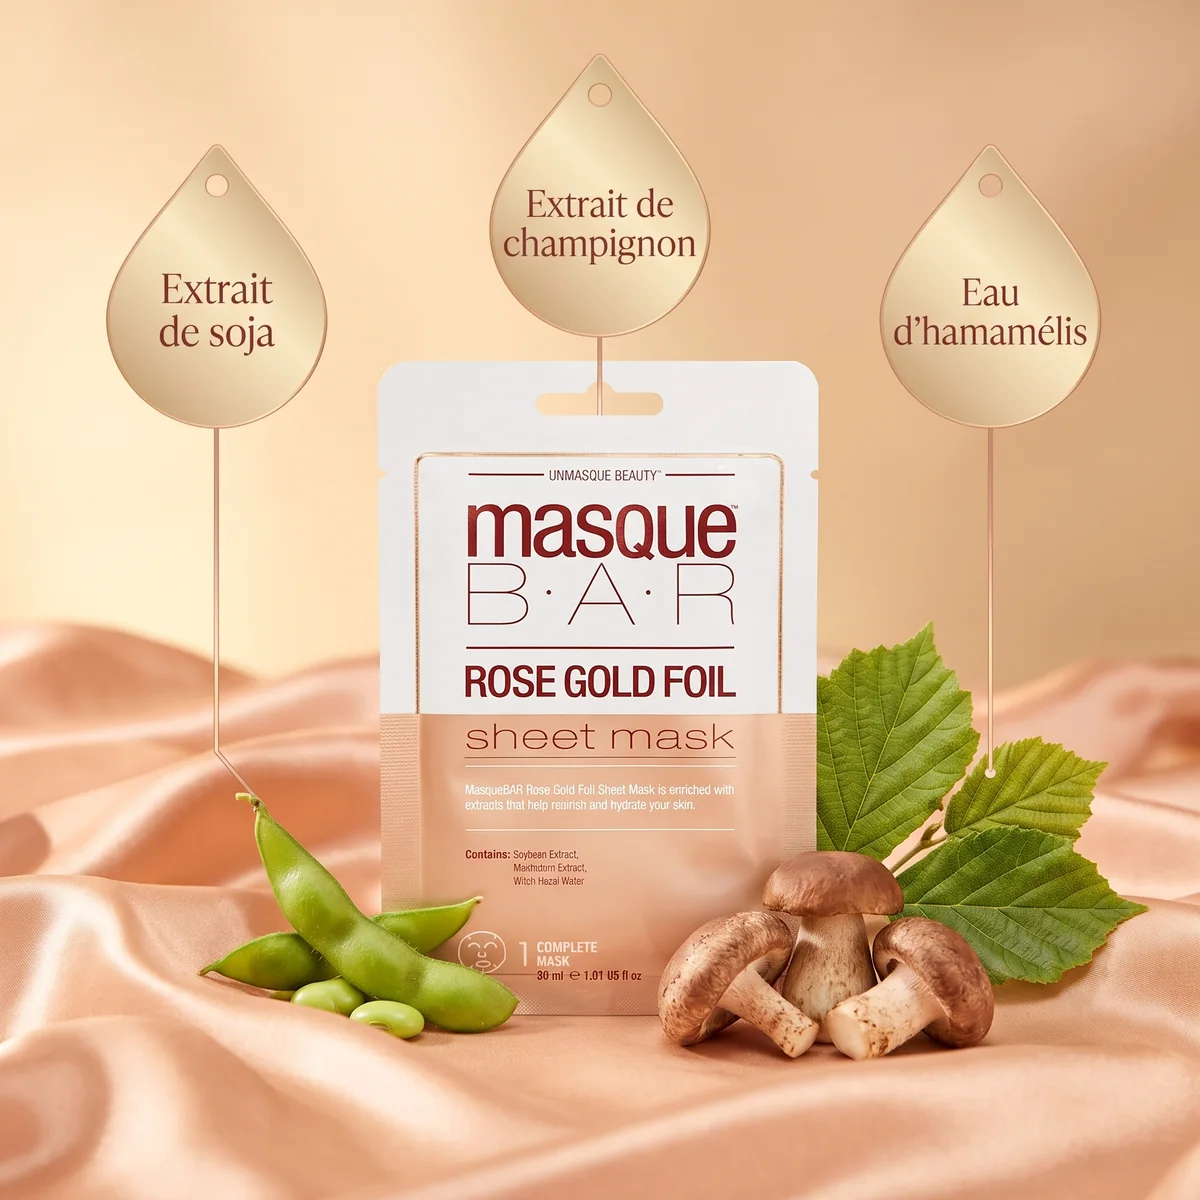 Extrait de
champignon
Extrait
de soja
Eau
d'hamamélis
UNMASQUE BEAUTY™
masque™
B·A·R
ROSE GOLD FOIL
sheet mask
MasqueBAR Rose Gold Foil Sheet Mask is enriched with
extracts that help and hydrate your skin.
Contains: Soybean Extract,
Extract,
Witch Hazal Water
1 COMPLETE
MASK
30 ml ℮ 1.01 US fl oz